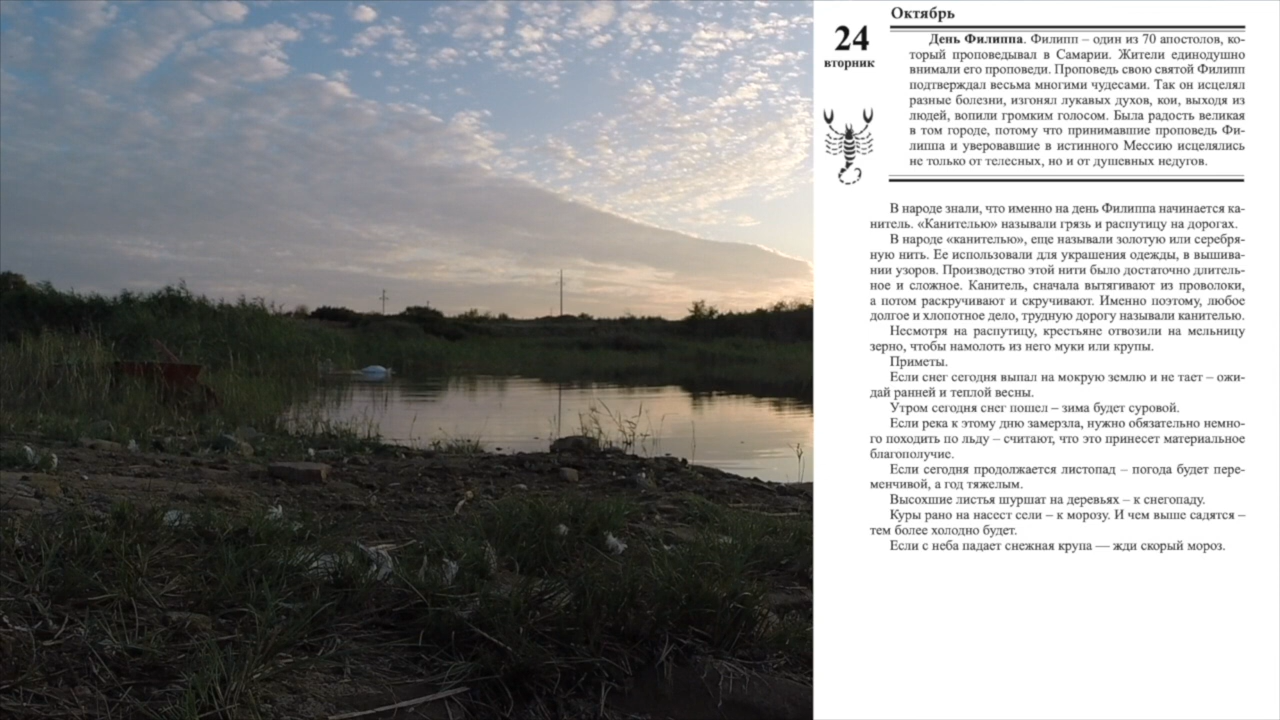 Октябрь
24
вторник
День Филиппа. Филипп – один из 70 апостолов, ко-
торый проповедывал в Самарии. Жители единодушно
внимали его проповеди. Проповедь свою святой Филипп
подтверждал весьма многими чудесами. Так он исцелял
разные болезни, изгонял лукавых духов, кои, выходя из
людей, вопили громким голосом. Была радость великая
в том городе, потому что принимавшие проповедь Фи-
липпа и уверовавшие в истинного Мессию исцелялись
не только от телесных, но и от душевных недугов.
В народе знали, что именно на день Филиппа начинается ка-
нитель. «Канителью» называли грязь и распутицу на дорогах.
В народе «канителью», еще называли золотую или серебря-
ную нить. Ее использовали для украшения одежды, в вышива-
нии узоров. Производство этой нити было достаточно длитель-
ное и сложное. Канитель, сначала вытягивают из проволоки,
а потом раскручивают и скручивают. Именно поэтому, любое
долгое и хлопотное дело, трудную дорогу называли канителью.
Несмотря на распутицу, крестьяне отвозили на мельницу
зерно, чтобы намолоть из него муки или крупы.
Приметы.
Если снег сегодня выпал на мокрую землю и не тает – ожи-
дай ранней и теплой весны.
Утром сегодня снег пошел – зима будет суровой.
Если река к этому дню замерзла, нужно обязательно немно-
го походить по льду – считают, что это принесет материальное
благополучие.
Если сегодня продолжается листопад – погода будет пере-
менчивой, а год тяжелым.
Высохшие листья шуршат на деревьях – к снегопаду.
Куры рано на насест сели – к морозу. И чем выше садятся –
тем более холодно будет.
Если с неба падает снежная крупа — жди скорый мороз.